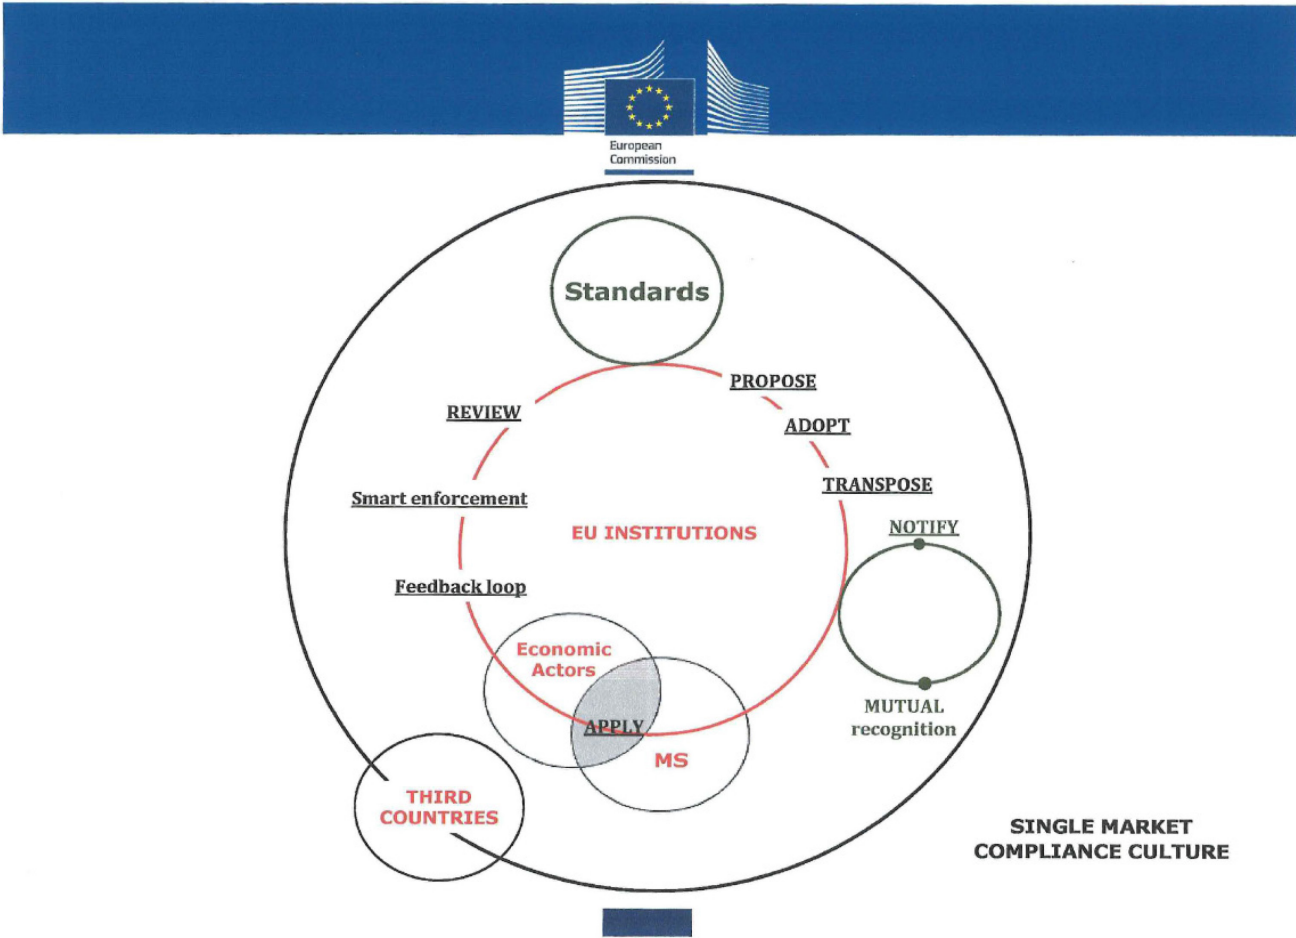 European
Commission
Standards
PROPOSE
REVIEW
ADOPT
TRANSPOSE
Smart enforcement
NOTIFY
EU INSTITUTIONS
Feedback loop
Economic
Actors
MUTUAL
recognition
APPLY
MS
THIRD
COUNTRIES
SINGLE MARKET
COMPLIANCE CULTURE